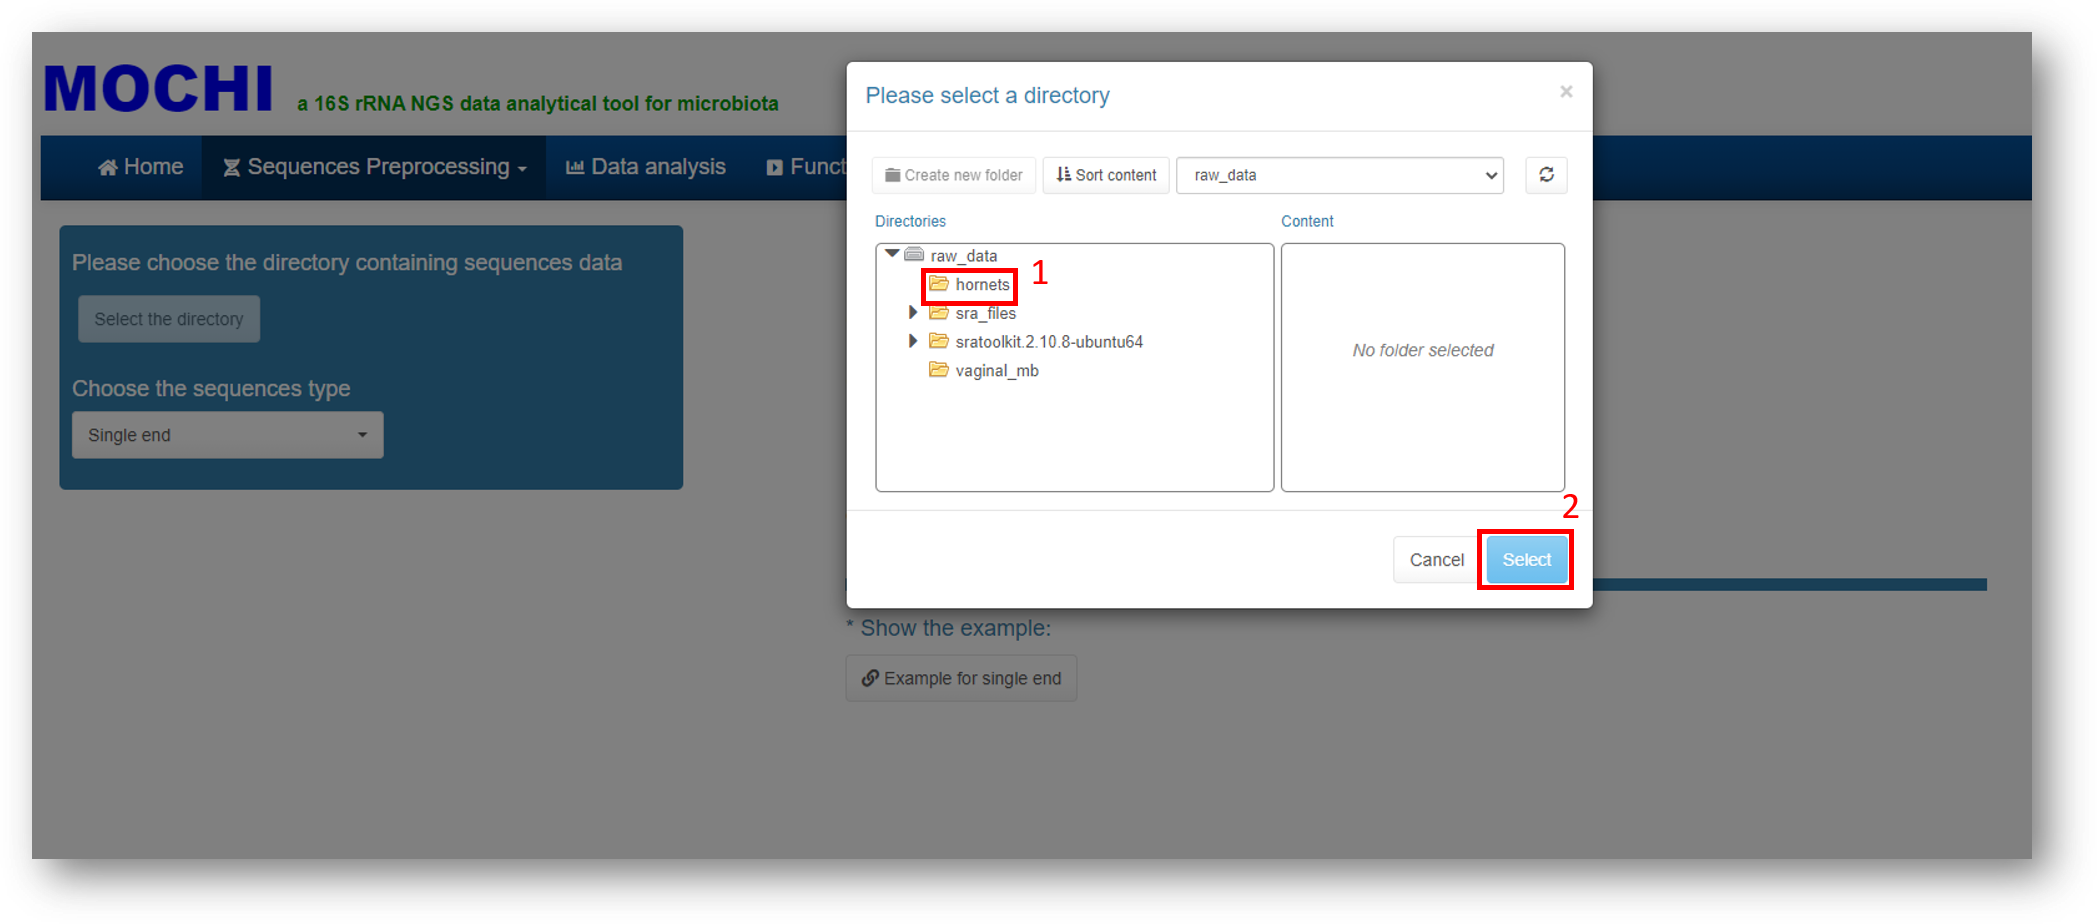 MOCHI a 16S rRNA NGS data analytical tool for microbiota
Home Sequences Preprocessing Data analysis Funct
Please choose the directory containing sequences data
Select the directory
Choose the sequences type
Single end
Please select a directory ×
Create new folder Sort content raw_data
Directories Content
raw_data
hornets 1
sra_files
sratoolkit.2.10.8-ubuntu64
vaginal_mb
No folder selected
2
Cancel Select
* Show the example:
Example for single end